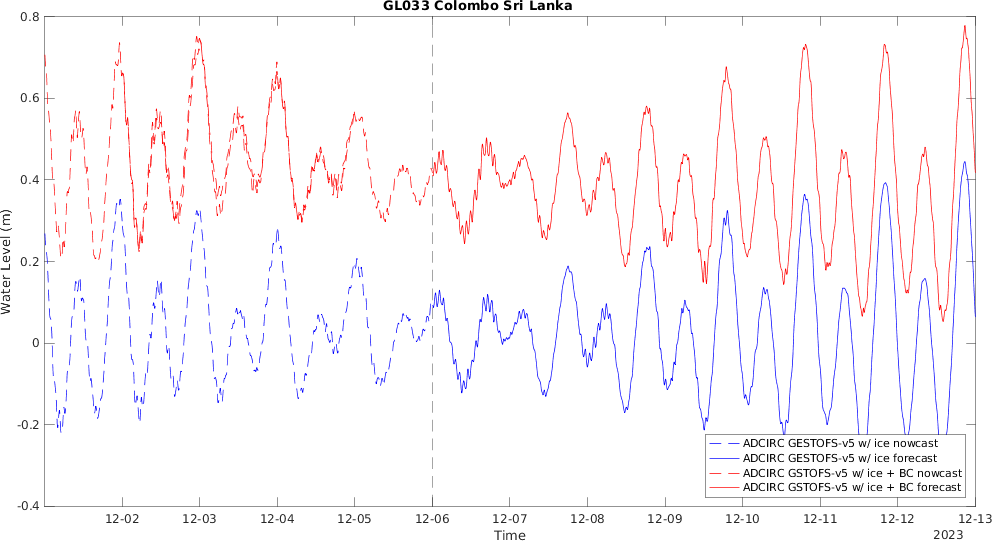 GL033 Colombo Sri Lanka
0.8
0.6
0.4
0.2
0
-0.2
-0.4
Water Level (m)
ADCIRC GESTOFS-v5 w/ ice nowcast
ADCIRC GESTOFS-v5 w/ ice forecast
ADCIRC GSTOFS-v5 w/ ice + BC nowcast
ADCIRC GSTOFS-v5 w/ ice + BC forecast
12-02 12-03 12-04 12-05 12-06 12-07 12-08 12-09 12-10 12-11 12-12 12-13
Time
2023